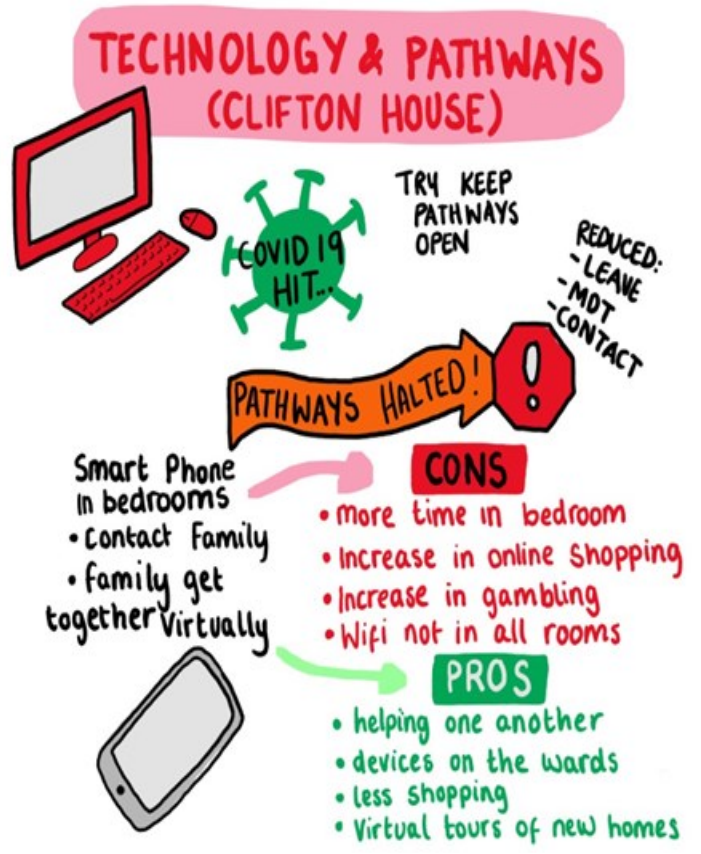 TECHNOLOGY & PATHWAYS
(CLIFTON HOUSE)
COVID 19
HIT...
TRY KEEP
PATHWAYS
OPEN
REDUCED:
- LEAVE
- MDT
- CONTACT
PATHWAYS HALTED!
!
Smart Phone
In bedrooms
• Contact Family
• family get
together virtually
CONS
• more time in bedroom
• Increase in online shopping
• Increase in gambling
• Wifi not in all rooms
PROS
• helping one another
• devices on the wards
• less shopping
• Virtual tours of new homes